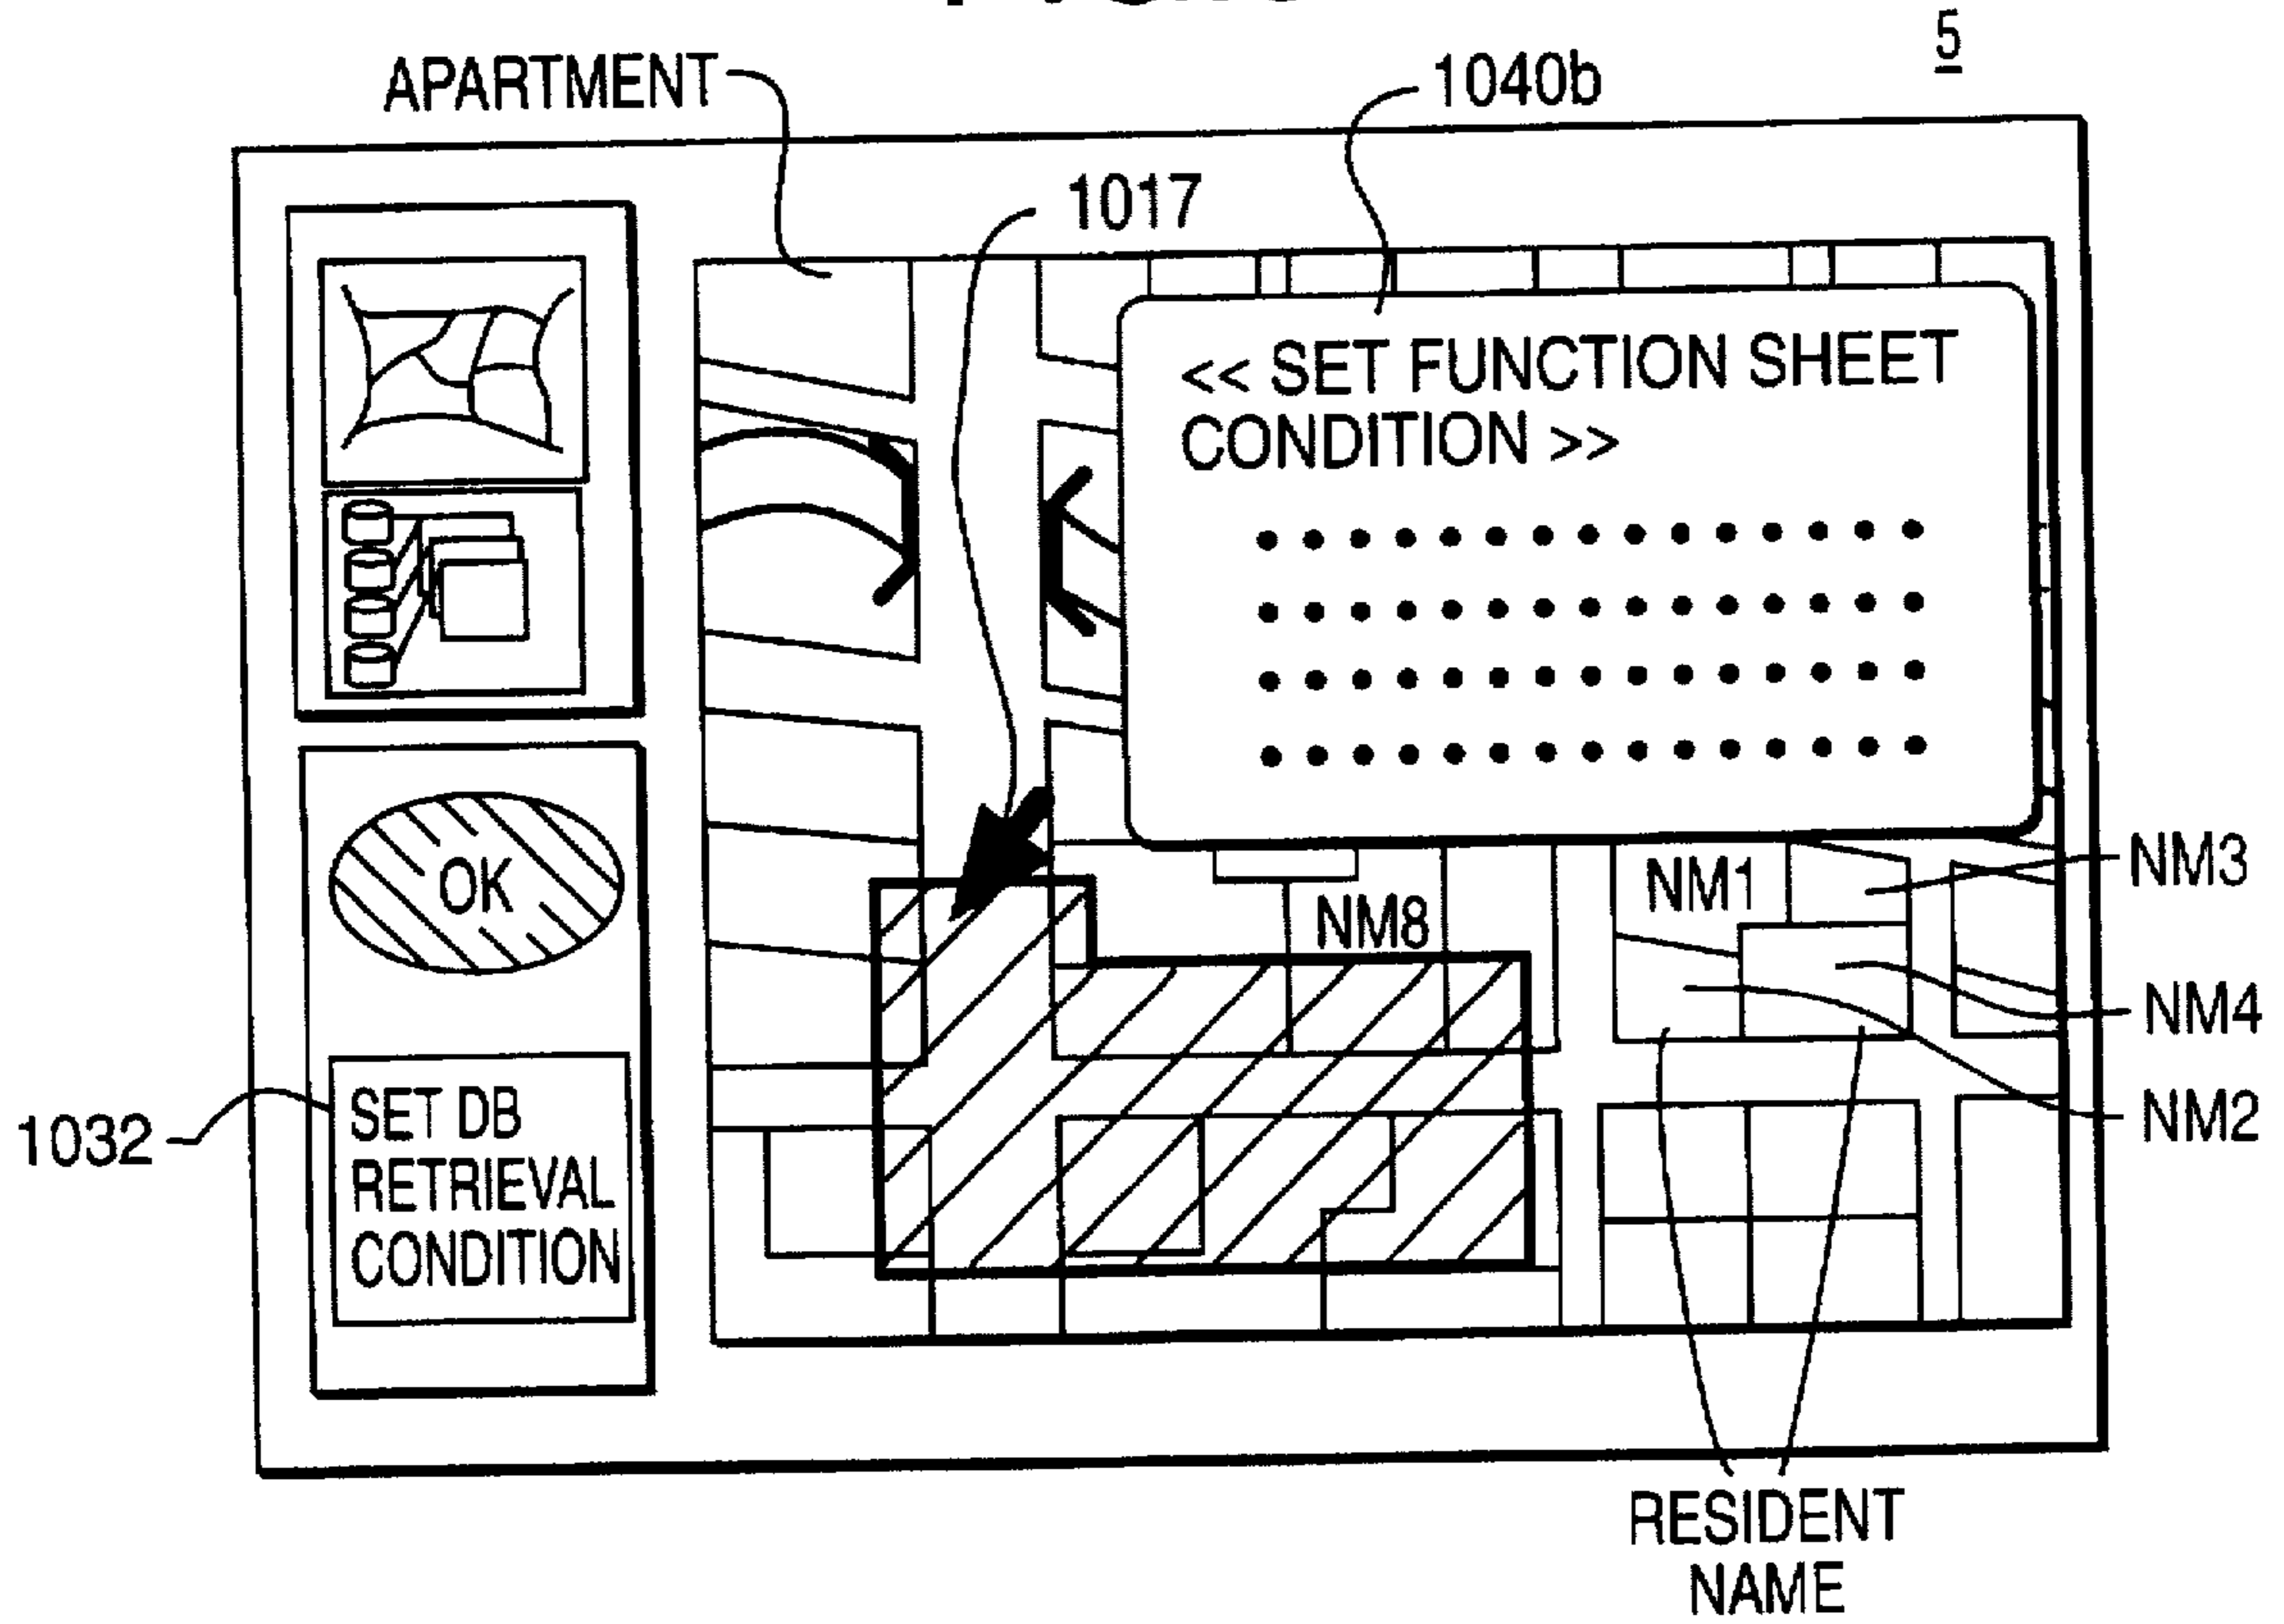 5
APARTMENT
1040b
1017
<< SET FUNCTION SHEET
CONDITION >>
OK
NM1
NM3
NM8
NM4
1032
SET DB
RETRIEVAL
CONDITION
NM2
RESIDENT
NAME